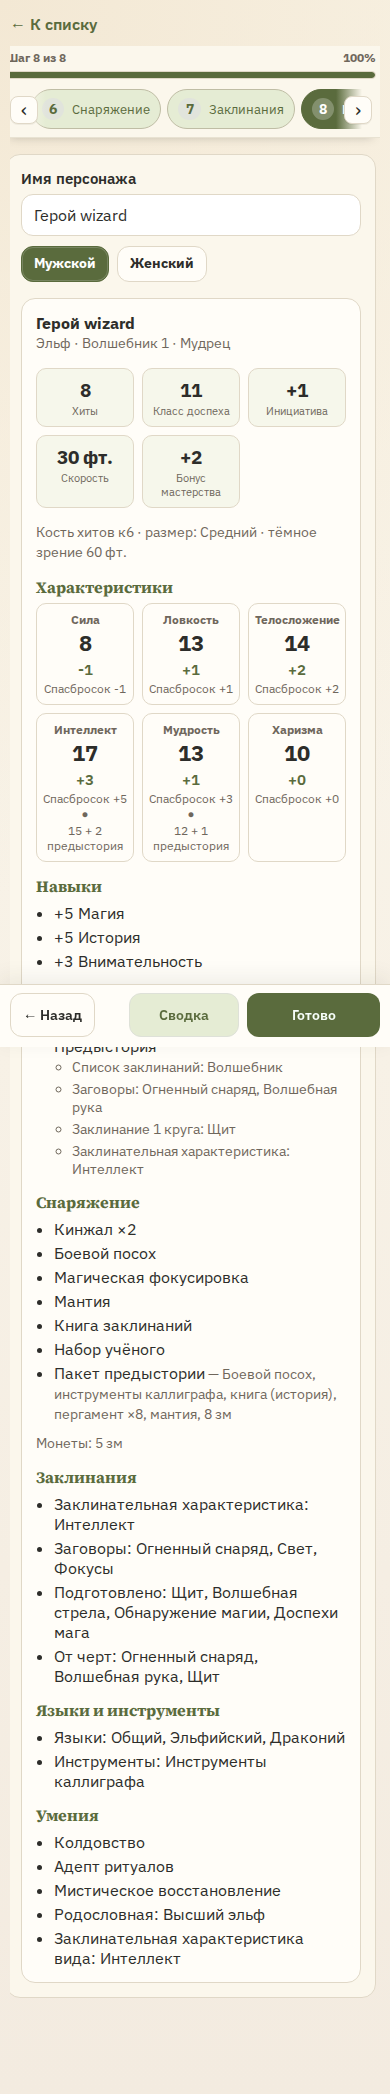 ← К списку
Шаг 8 из 8
100%
‹
6 Снаряжение
7 Заклинания
8
›
Имя персонажа
Герой wizard
Мужской
Женский
Герой wizard
Эльф · Волшебник 1 · Мудрец
8
Хиты
11
Класс доспеха
+1
Инициатива
30 фт.
Скорость
+2
Бонус
мастерства
Кость хитов к6 · размер: Средний · тёмное
зрение 60 фт.
Характеристики
Сила
8
-1
Спасбросок -1
Ловкость
13
+1
Спасбросок +1
Телосложение
14
+2
Спасбросок +2
Интеллект
17
+3
Спасбросок +5
●
15 + 2
предыстория
Мудрость
13
+1
Спасбросок +3
●
12 + 1
предыстория
Харизма
10
+0
Спасбросок +0
Навыки
• +5 Магия
• +5 История
• +3 Внимательность
← Назад
Сводка
Готово
Предыстория
◦ Список заклинаний: Волшебник
◦ Заговоры: Огненный снаряд, Волшебная
рука
◦ Заклинание 1 круга: Щит
◦ Заклинательная характеристика:
Интеллект
Снаряжение
• Кинжал ×2
• Боевой посох
• Магическая фокусировка
• Мантия
• Книга заклинаний
• Набор учёного
• Пакет предыстории — Боевой посох,
инструменты каллиграфа, книга (история),
пергамент ×8, мантия, 8 зм
Монеты: 5 зм
Заклинания
• Заклинательная характеристика:
Интеллект
• Заговоры: Огненный снаряд, Свет,
Фокусы
• Подготовлено: Щит, Волшебная
стрела, Обнаружение магии, Доспехи
мага
• От черт: Огненный снаряд,
Волшебная рука, Щит
Языки и инструменты
• Языки: Общий, Эльфийский, Драконий
• Инструменты: Инструменты
каллиграфа
Умения
• Колдовство
• Адепт ритуалов
• Мистическое восстановление
• Родословная: Высший эльф
• Заклинательная характеристика
вида: Интеллект